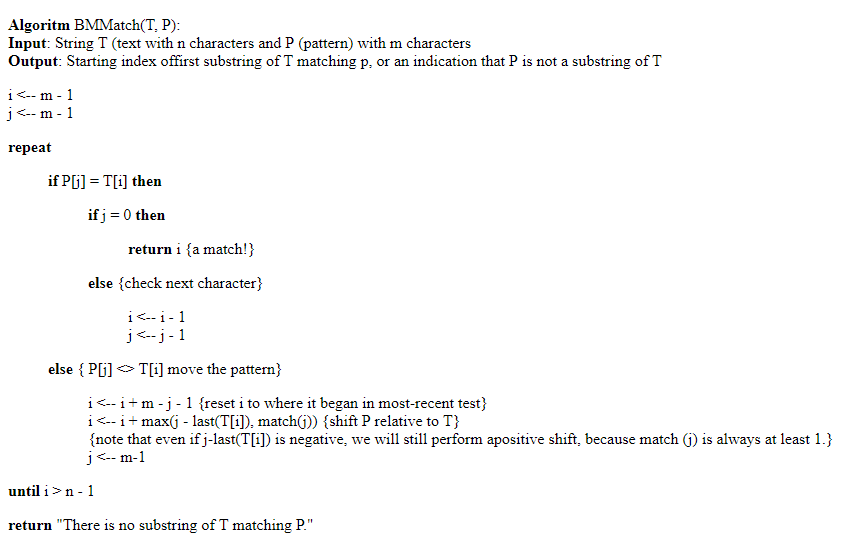 Algoritm BMMatch(T, P):
Input: String T (text with n characters and P (pattern) with m characters
Output: Starting index offirst substring of T matching p, or an indication that P is not a substring of T
i <-- m - 1
j <-- m - 1
repeat
if P[j] = T[i] then
if j = 0 then
return i {a match!}
else {check next character}
i <-- i - 1
j <-- j - 1
else { P[j] <> T[i] move the pattern}
i <-- i + m - j - 1 {reset i to where it began in most-recent test}
i <-- i + max(j - last(T[i]), match(j)) {shift P relative to T}
{note that even if j-last(T[i]) is negative, we will still perform apositive shift, because match (j) is always at least 1.}
j <-- m-1
until i > n - 1
return "There is no substring of T matching P."